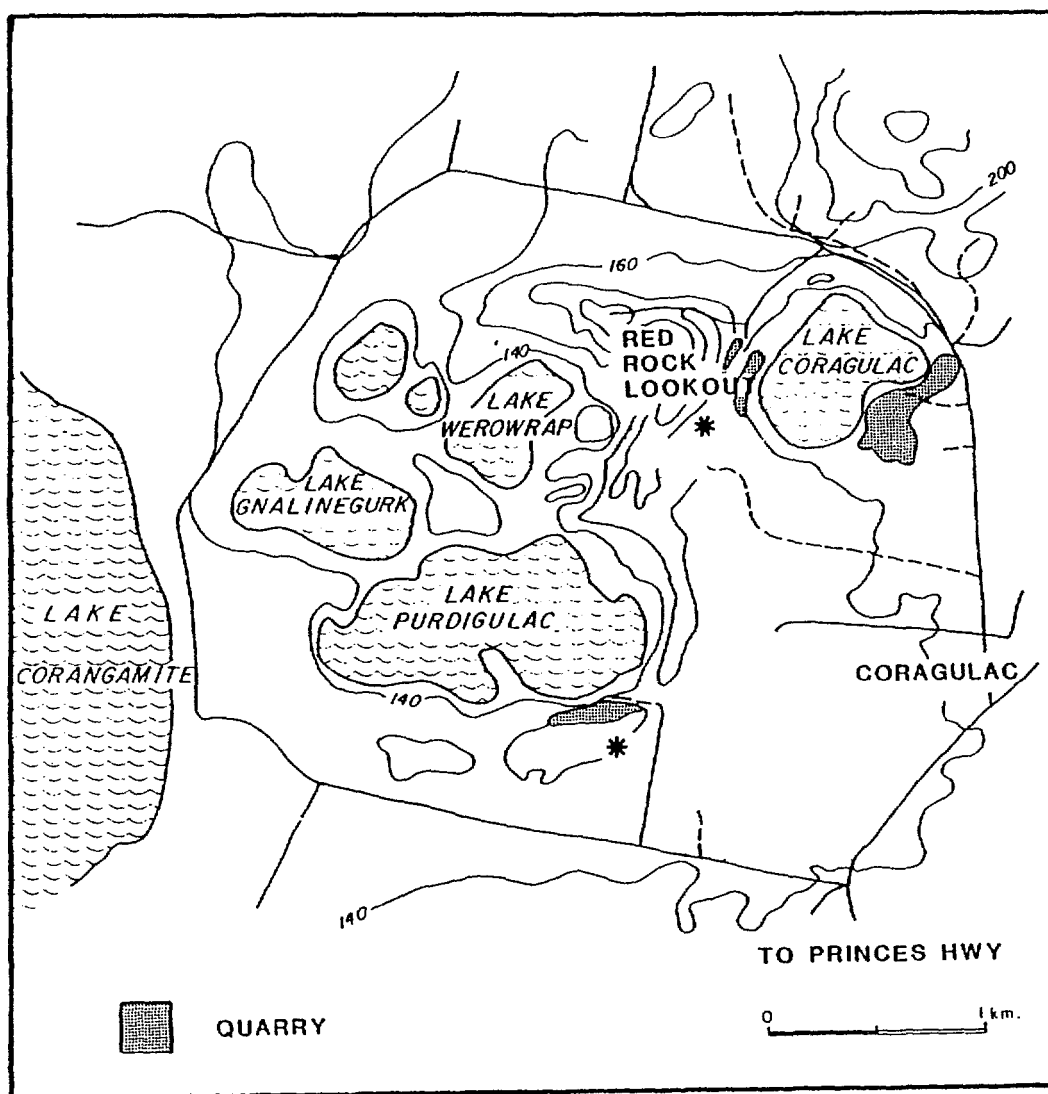 200
160
RED
ROCK
LOOKOUT
LAKE
CORAGULAC
140
LAKE
WEROWRAP
LAKE
GNALINEGURK
LAKE
PURDIGULAC
LAKE
CORANGAMITE
CORAGULAC
140
140
TO PRINCES HWY
QUARRY
0 1 km.